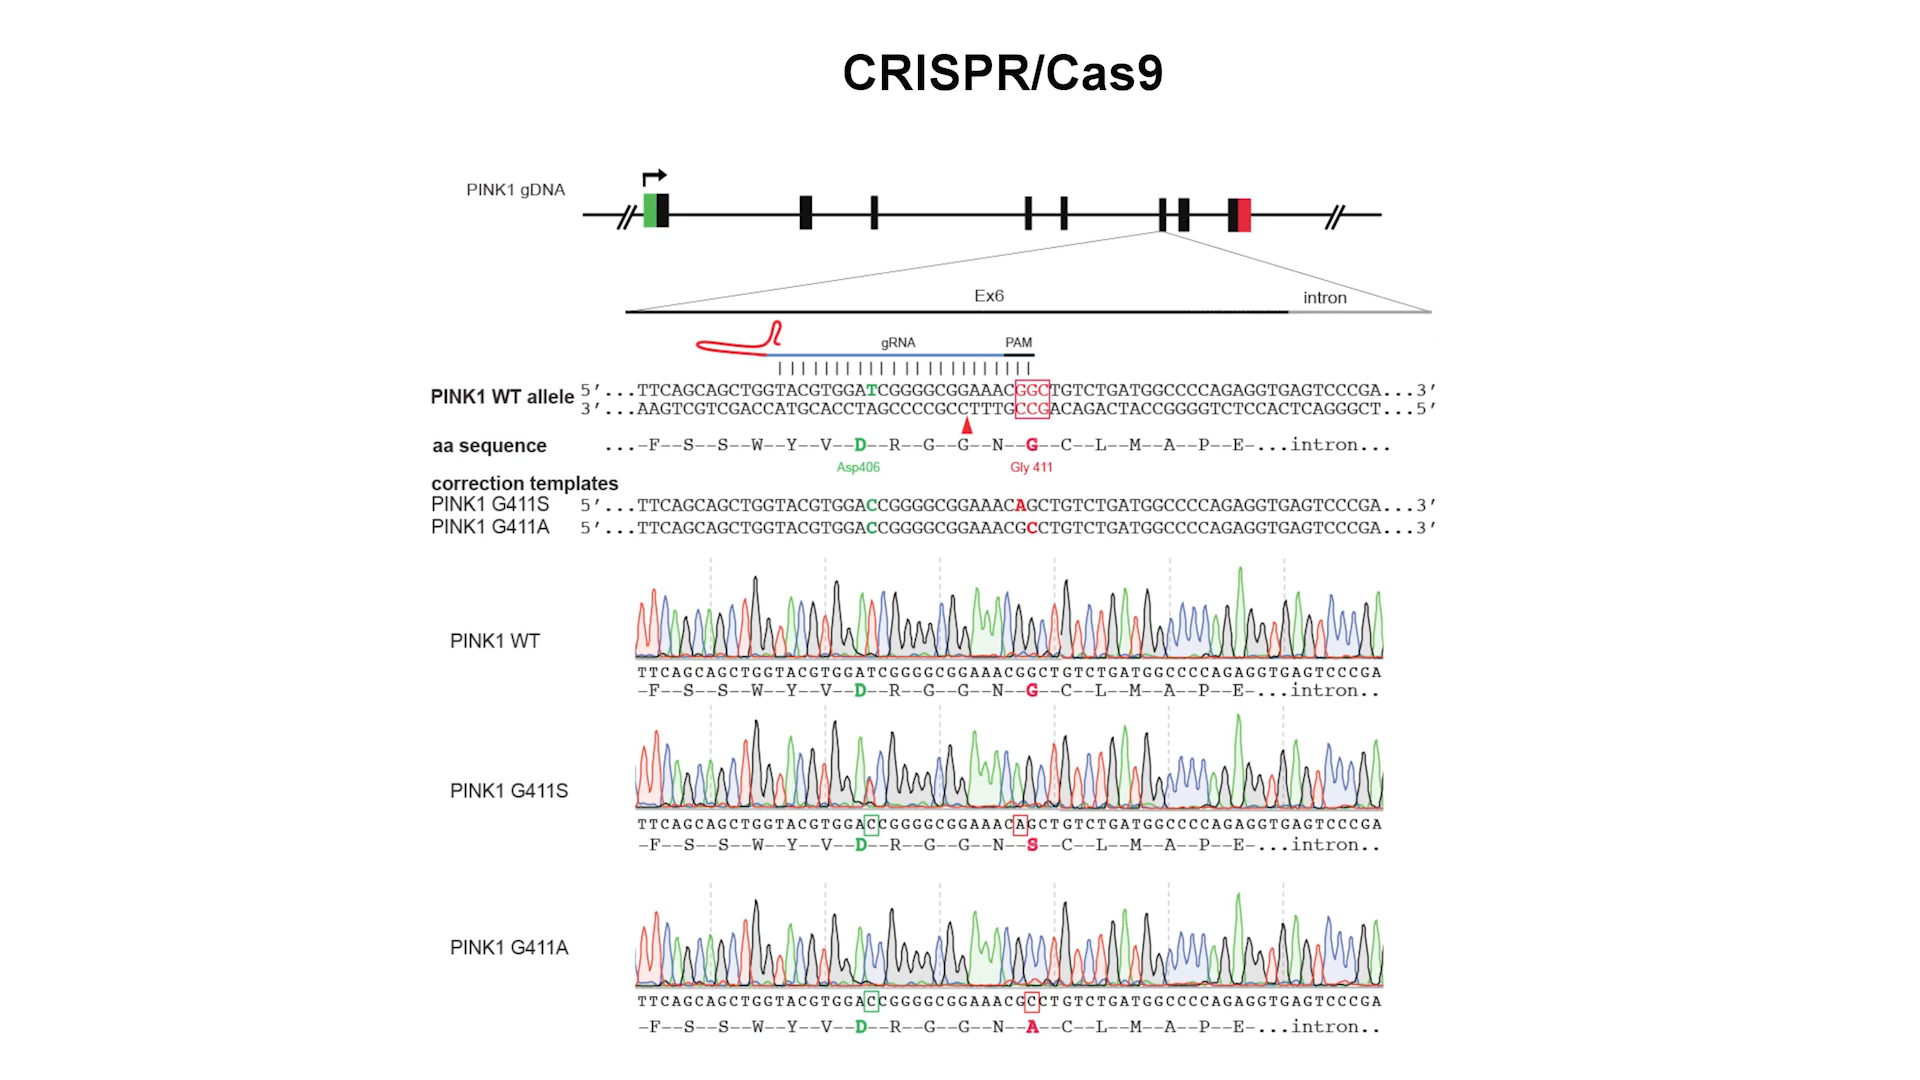 CRISPR/Cas9
PINK1 gDNA
Ex6
intron
gRNA
PAM
PINK1 WT allele 5′...TTCAGCAGCTGGTACGTGGATCGGGGCGGAAACGGCTGTCTGATGGCCCCAGAGGTGAGTCCCGA...3′
3′...AAGTCGTCGACCATGCACCTAGCCCCGCCTTTGCCGACAGACTACCGGGGTCTCCACTCAGGGCT...5′
aa sequence ...-F--S--S--W--Y--V--D--R--G--G--N--G--C--L--M--A--P--E-...intron...
Asp406 Gly 411
correction templates
PINK1 G411S 5′...TTCAGCAGCTGGTACGTGGACCGGGGCGGAAACAGCTGTCTGATGGCCCCAGAGGTGAGTCCCGA...3′
PINK1 G411A 5′...TTCAGCAGCTGGTACGTGGACCGGGGCGGAAACGCCTGTCTGATGGCCCCAGAGGTGAGTCCCGA...3′
PINK1 WT
TTCAGCAGCTGGTACGTGGATCGGGGCGGAAACGGCTGTCTGATGGCCCCAGAGGTGAGTCCCGA
-F--S--S--W--Y--V--D--R--G--G--N--G--C--L--M--A--P--E-...intron..
PINK1 G411S
TTCAGCAGCTGGTACGTGGACCGGGGCGGAAACAGCTGTCTGATGGCCCCAGAGGTGAGTCCCGA
-F--S--S--W--Y--V--D--R--G--G--N--S--C--L--M--A--P--E-...intron..
PINK1 G411A
TTCAGCAGCTGGTACGTGGACCGGGGCGGAAACGCCTGTCTGATGGCCCCAGAGGTGAGTCCCGA
-F--S--S--W--Y--V--D--R--G--G--N--A--C--L--M--A--P--E-...intron..